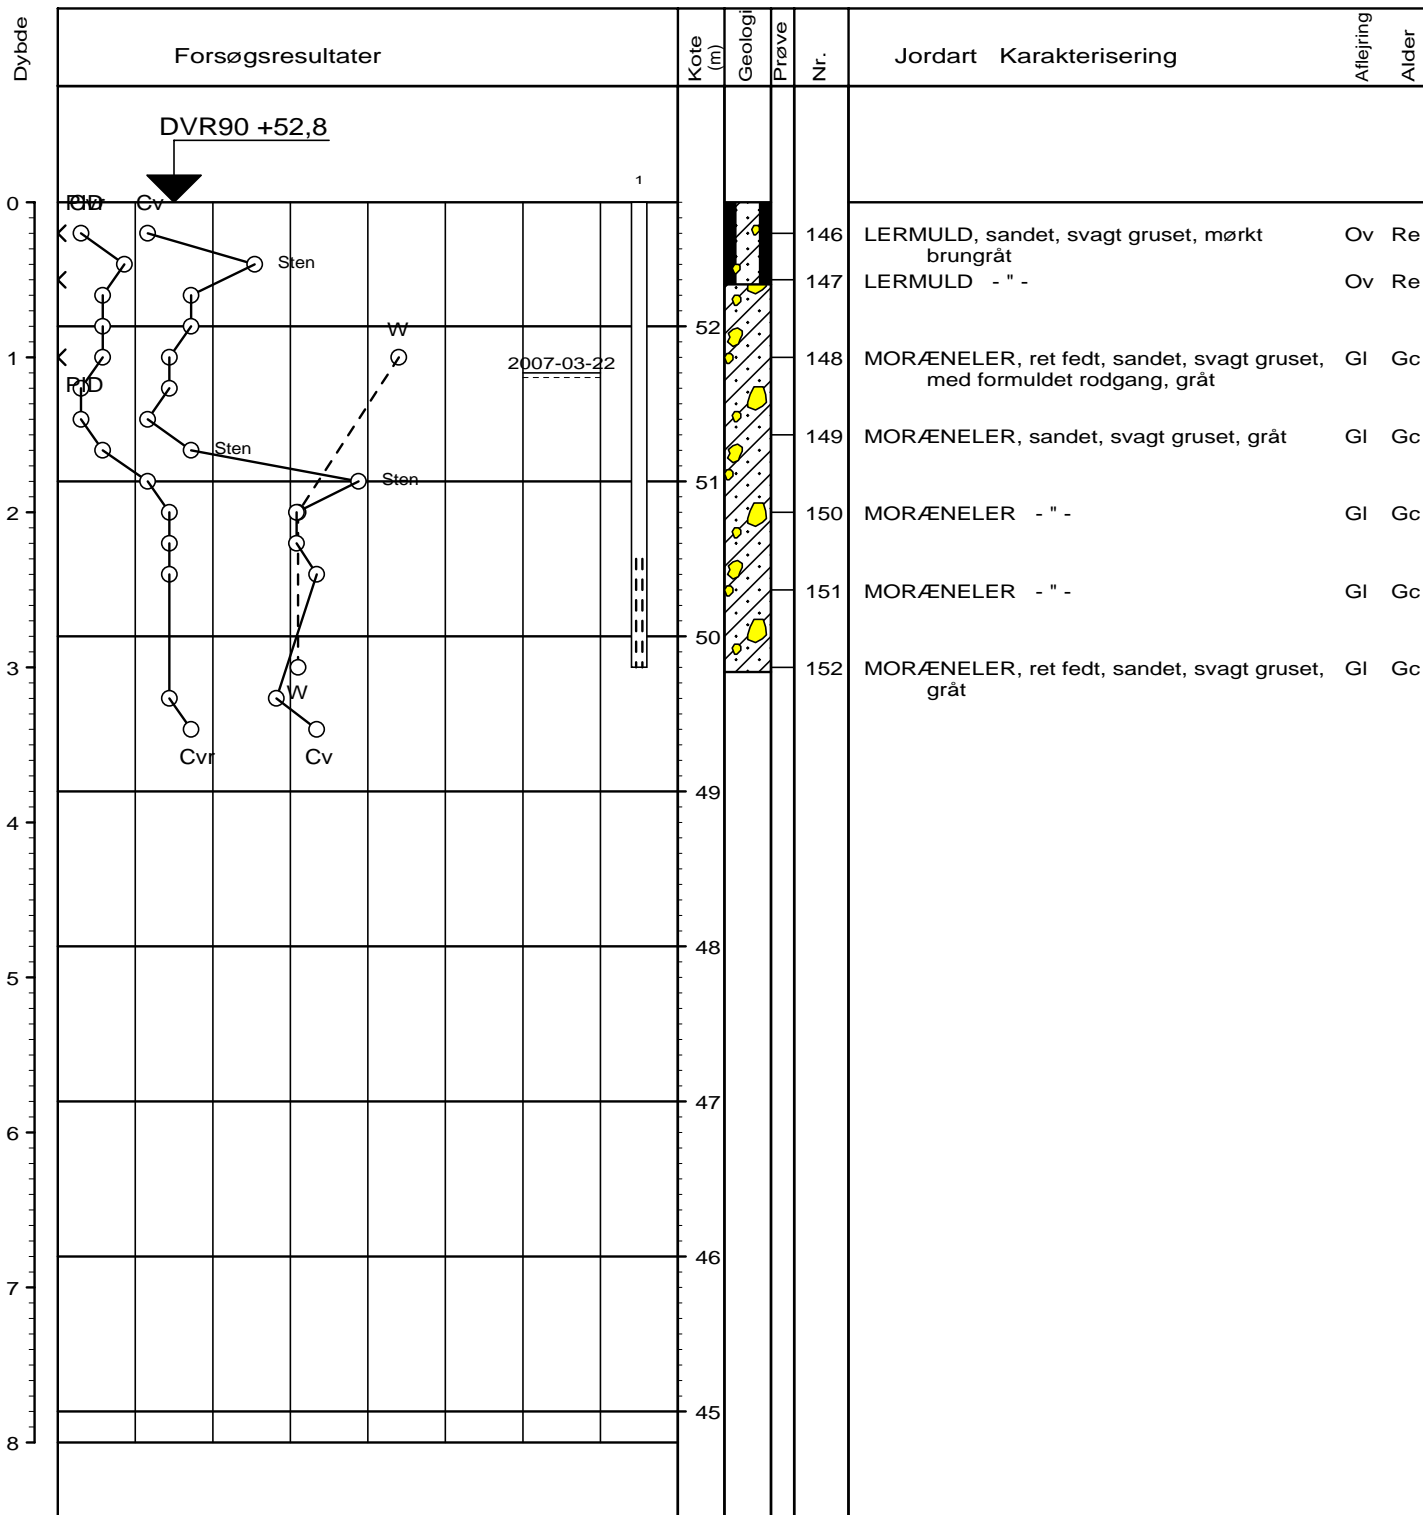 Dybde
Forsøgsresultater
Kote (m)
Geologi
Prøve
Nr.
Jordart Karakterisering
Aflejring
Alder
DVR90 +52,8
1
0
PID Cvr Cv
146 LERMULD, sandet, svagt gruset, mørkt Ov Re
brungråt
Sten
147 LERMULD - " - Ov Re
52
W
1
2007-03-22
148 MORÆNELER, ret fedt, sandet, svagt gruset, Gl Gc
med formuldet rodgang, gråt
PID
149 MORÆNELER, sandet, svagt gruset, gråt Gl Gc
Sten
Sten
51
2
150 MORÆNELER - " - Gl Gc
151 MORÆNELER - " - Gl Gc
50
3
152 MORÆNELER, ret fedt, sandet, svagt gruset, Gl Gc
gråt
W
Cvr Cv
49
4
48
5
47
6
46
7
45
8